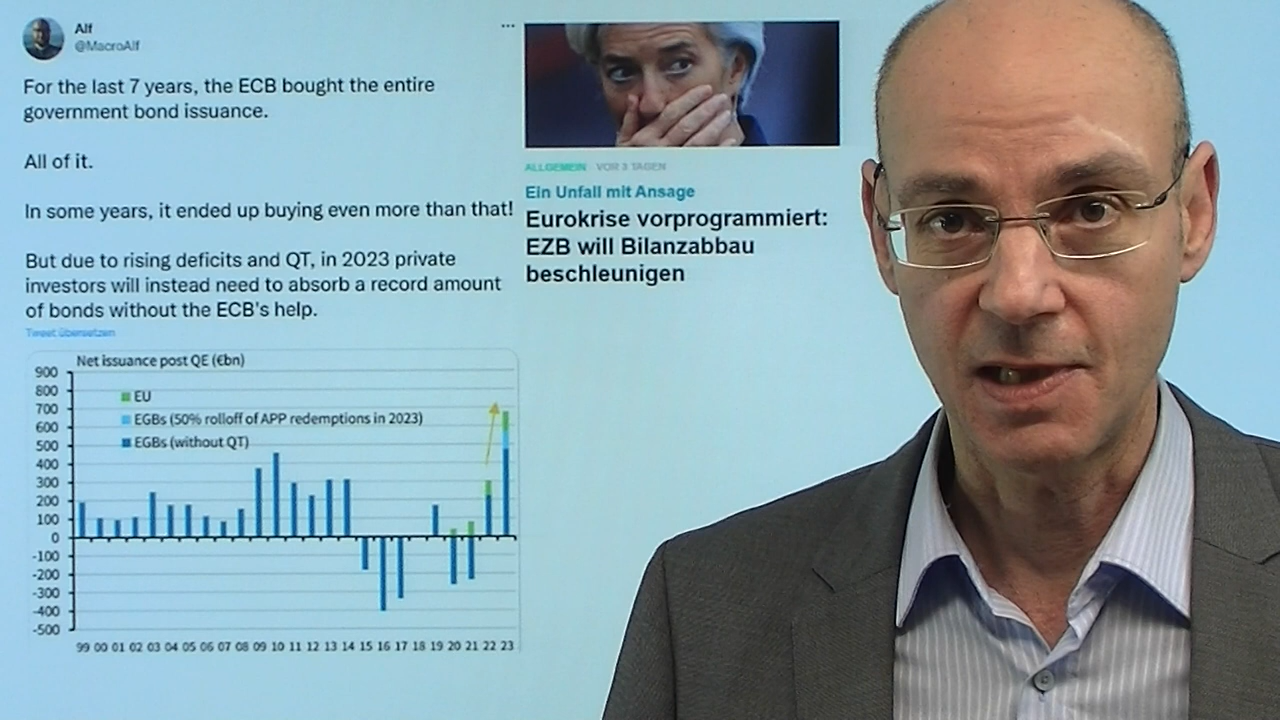 Alf
@MacroAlf
...
For the last 7 years, the ECB bought the entire
government bond issuance.
All of it.
In some years, it ended up buying even more than that!
But due to rising deficits and QT, in 2023 private
investors will instead need to absorb a record amount
of bonds without the ECB's help.
Tweet übersetzen
Net issuance post QE (€bn)
900
800
700
600
500
400
300
200
100
0
-100
-200
-300
-400
-500
EU
EGBs (50% rolloff of APP redemptions in 2023)
EGBs (without QT)
99 00 01 02 03 04 05 06 07 08 09 10 11 12 13 14 15 16 17 18 19 20 21 22 23
ALLGEMEIN VOR 3 TAGEN
Ein Unfall mit Ansage
Eurokrise vorprogrammiert:
EZB will Bilanzabbau
beschleunigen